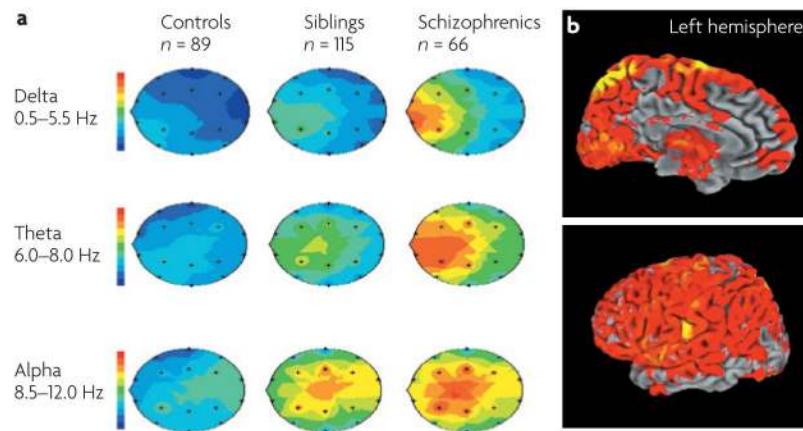 a
Controls
n = 89
Siblings
n = 115
Schizophrenics
n = 66
Delta
0.5–5.5 Hz
Theta
6.0–8.0 Hz
Alpha
8.5–12.0 Hz
b
Left hemisphere